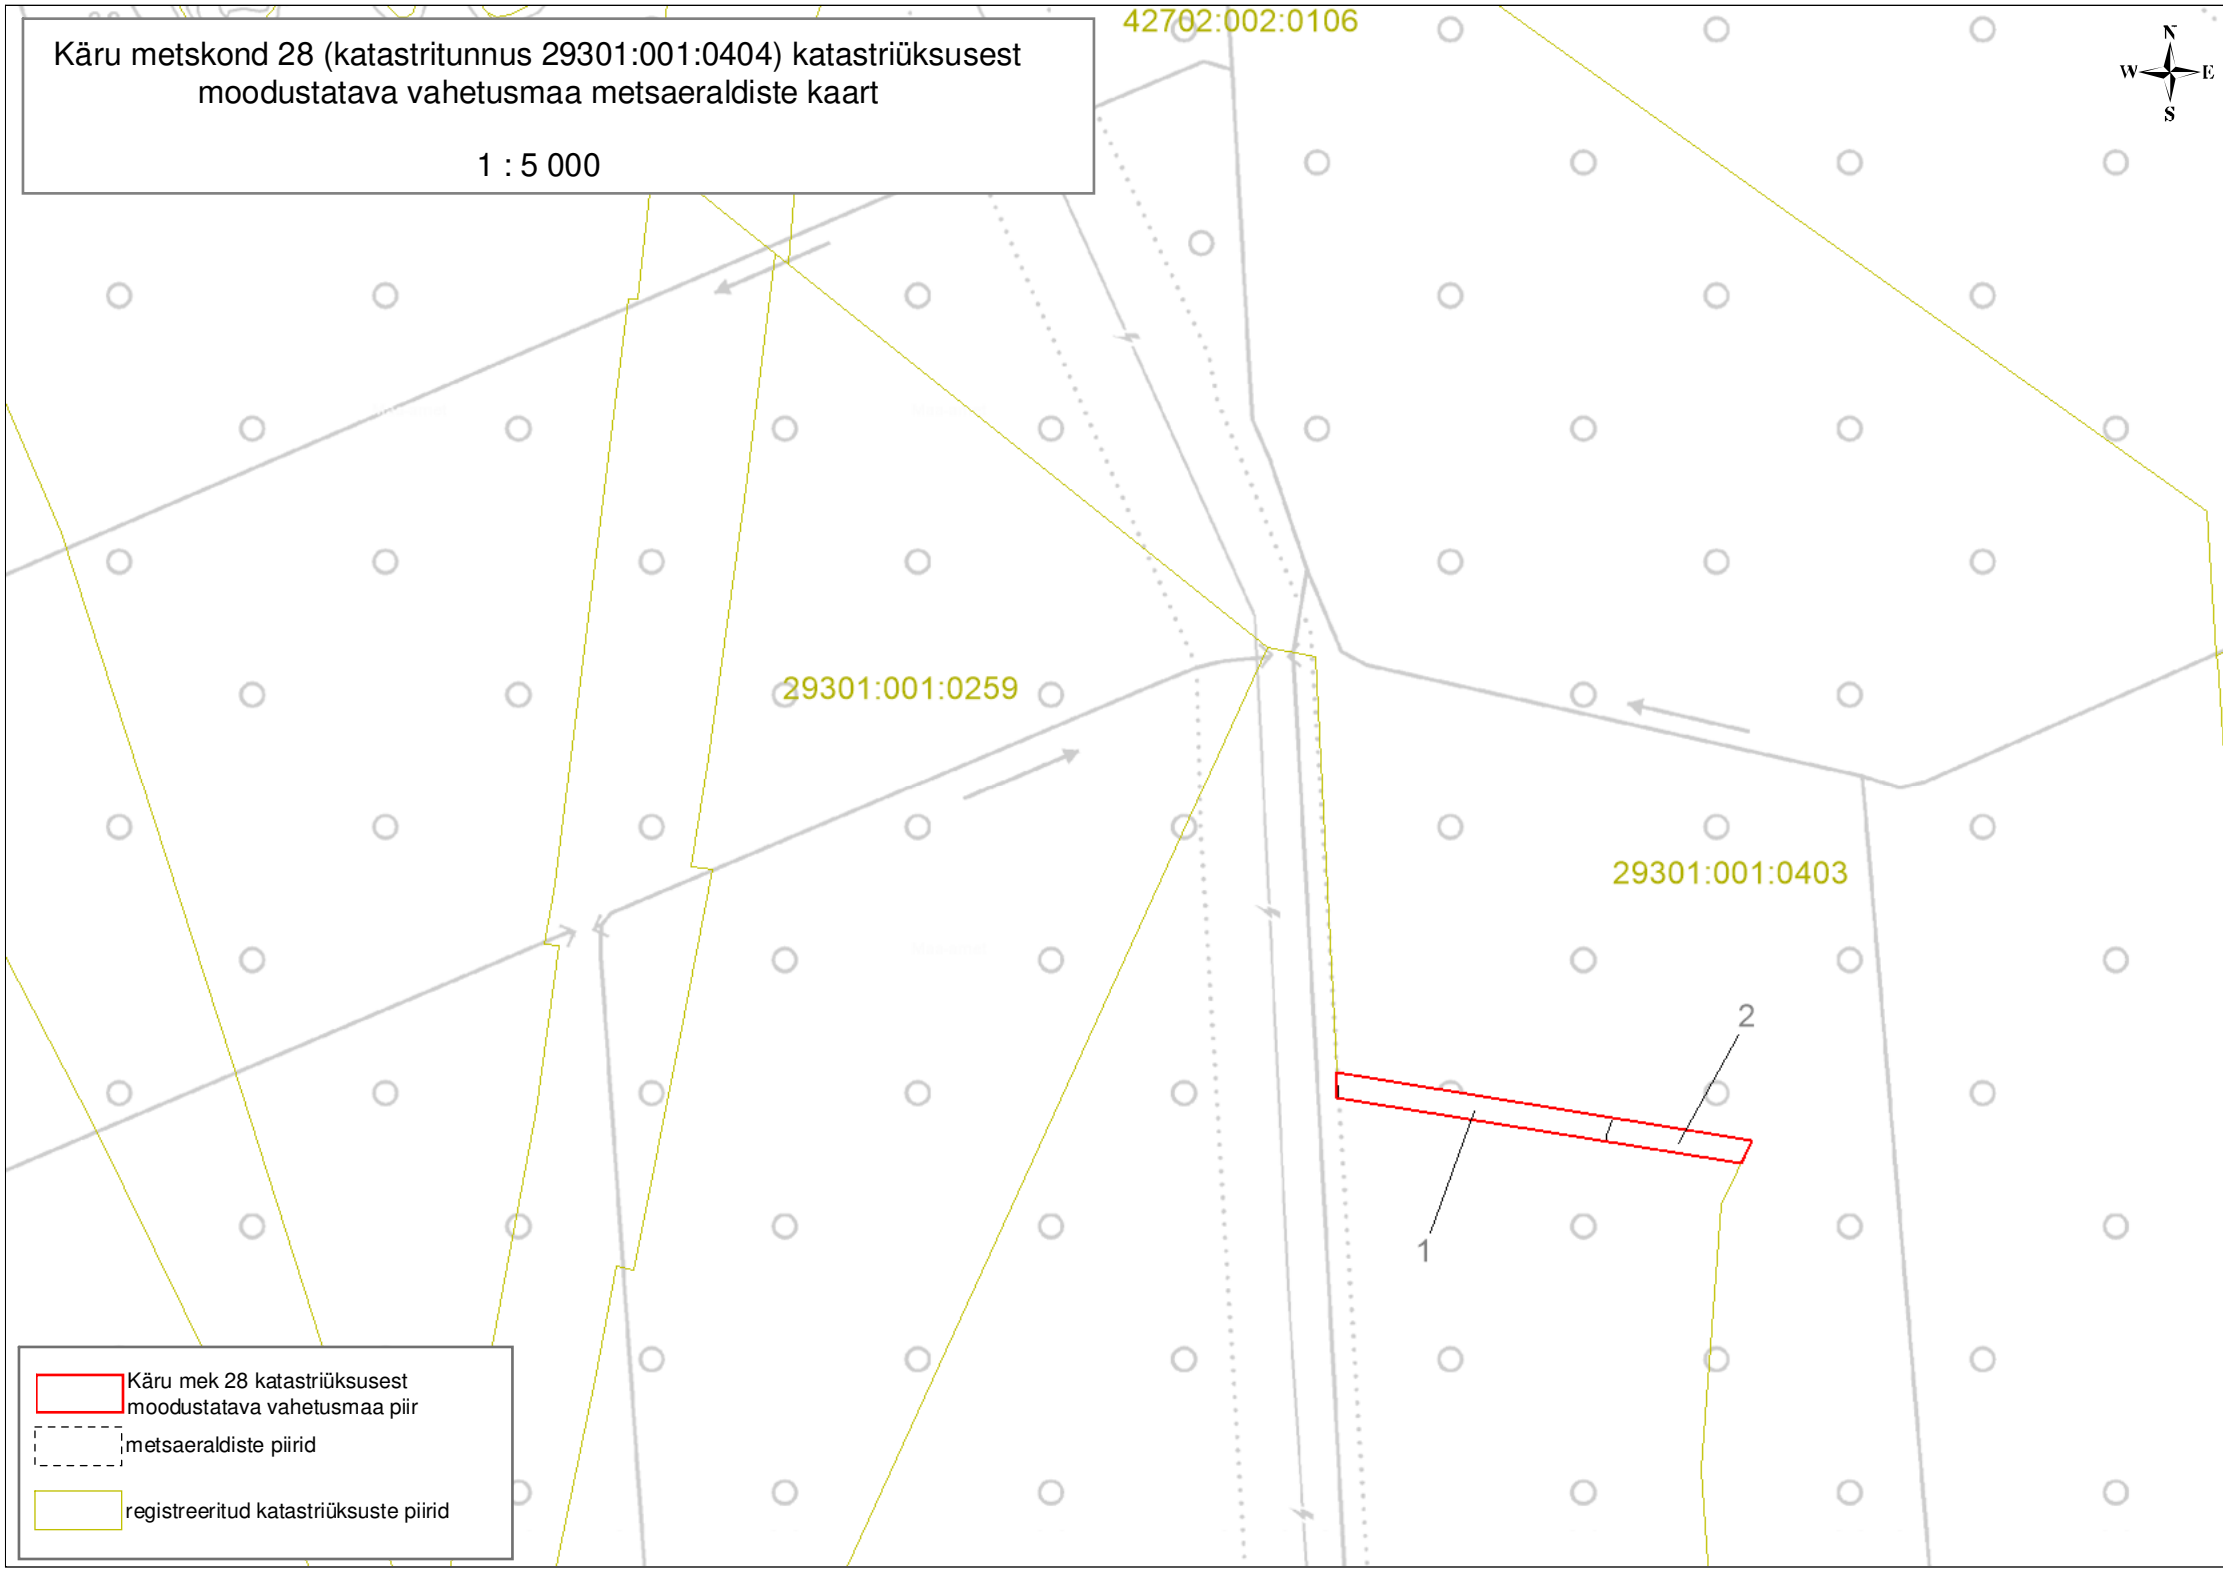 42702:002:0106
Käru metskond 28 (katastritunnus 29301:001:0404) katastriüksusest
moodustatava vahetusmaa metsaeraldiste kaart
1 : 5 000
N
W E
S
29301:001:0259
29301:001:0403
2
1
Käru mek 28 katastriüksusest
moodustatava vahetusmaa piir
metsaeraldiste piirid
registreeritud katastriüksuste piirid